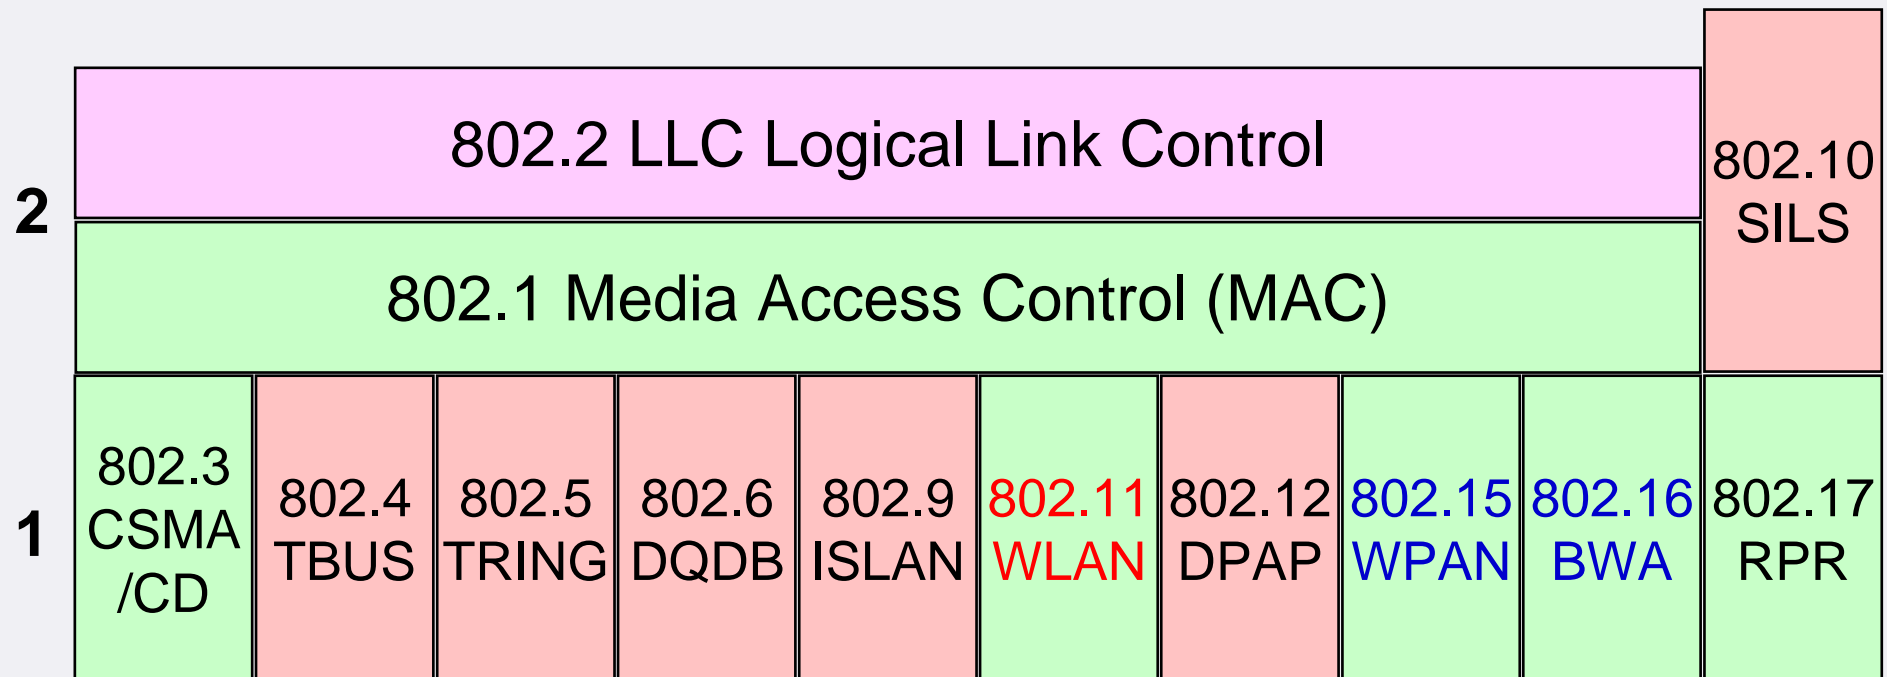 802.2 LLC Logical Link Control
802.10
SILS
2
802.1 Media Access Control (MAC)
1
802.3
CSMA
/CD
802.4
TBUS
802.5
TRING
802.6
DQDB
802.9
ISLAN
802.11
WLAN
802.12
DPAP
802.15
WPAN
802.16
BWA
802.17
RPR